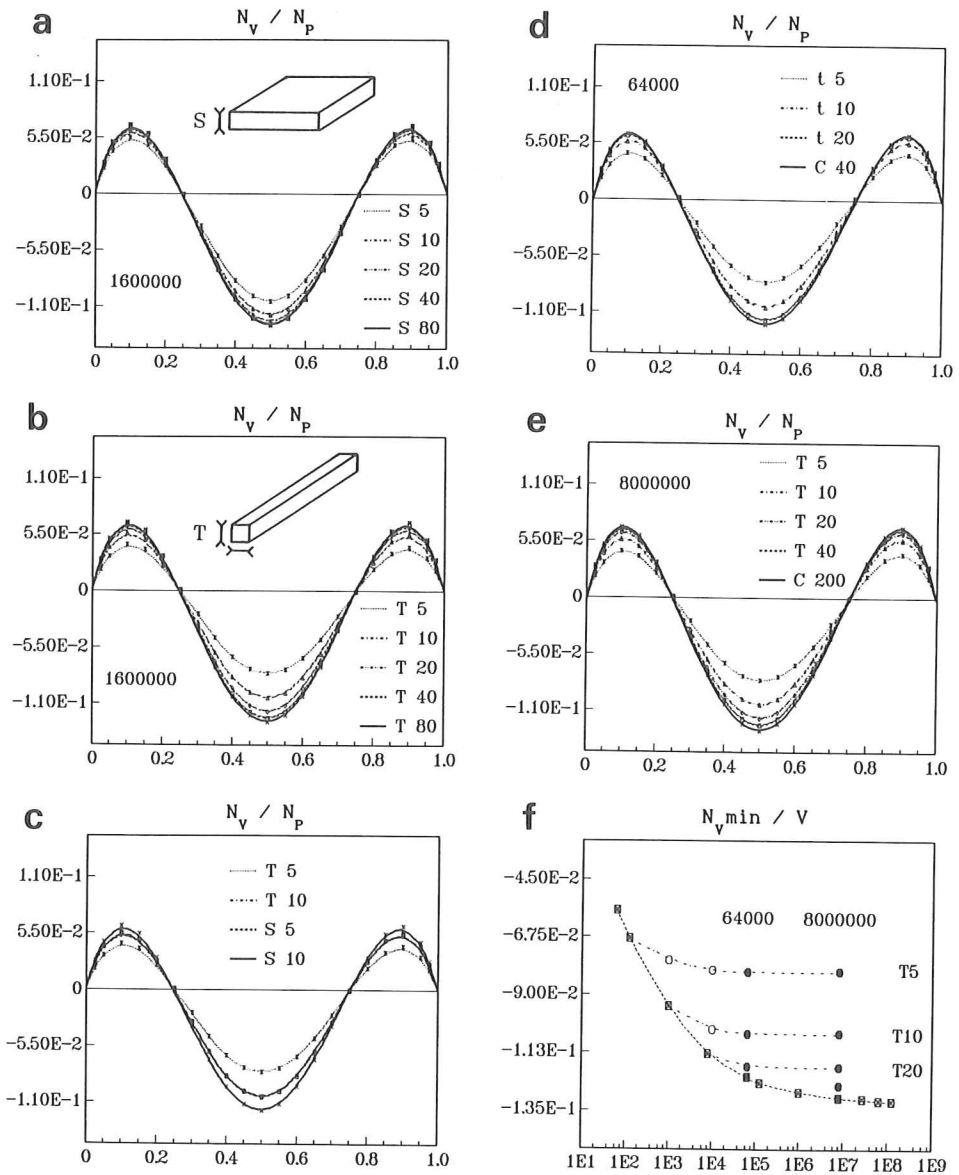 a
N_V / N_P
1.10E-1
5.50E-2
0
-5.50E-2
-1.10E-1
S
S 5
S 10
S 20
S 40
S 80
1600000
0 0.2 0.4 0.6 0.8 1.0
b
N_V / N_P
1.10E-1
5.50E-2
0
-5.50E-2
-1.10E-1
T
T 5
T 10
T 20
T 40
T 80
1600000
0 0.2 0.4 0.6 0.8 1.0
c
N_V / N_P
1.10E-1
5.50E-2
0
-5.50E-2
-1.10E-1
T 5
T 10
S 5
S 10
0 0.2 0.4 0.6 0.8 1.0
d
N_V / N_P
1.10E-1
5.50E-2
0
-5.50E-2
-1.10E-1
64000
t 5
t 10
t 20
C 40
0 0.2 0.4 0.6 0.8 1.0
e
N_V / N_P
1.10E-1
5.50E-2
0
-5.50E-2
-1.10E-1
8000000
T 5
T 10
T 20
T 40
C 200
0 0.2 0.4 0.6 0.8 1.0
f
N_Vmin / V
-4.50E-2
-6.75E-2
-9.00E-2
-1.13E-1
-1.35E-1
64000 8000000
T5
T10
T20
1E1 1E2 1E3 1E4 1E5 1E6 1E7 1E8 1E9